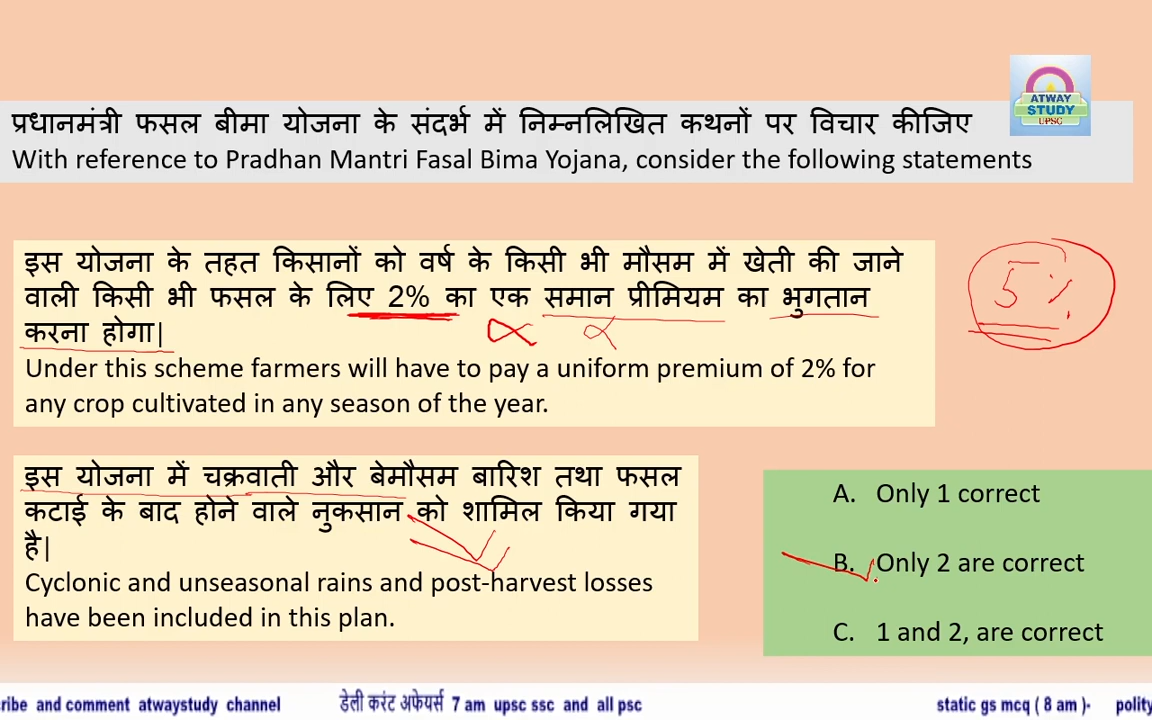 ATWAY
STUDY
UPSC
प्रधानमंत्री फसल बीमा योजना के संदर्भ में निम्नलिखित कथनों पर विचार कीजिए
With reference to Pradhan Mantri Fasal Bima Yojana, consider the following statements
इस योजना के तहत किसानों को वर्ष के किसी भी मौसम में खेती की जाने
वाली किसी भी फसल के लिए 2% का एक समान प्रीमियम का भुगतान
करना होगा|
Under this scheme farmers will have to pay a uniform premium of 2% for
any crop cultivated in any season of the year.
5%
इस योजना में चक्रवाती और बेमौसम बारिश तथा फसल
कटाई के बाद होने वाले नुकसान को शामिल किया गया
है|
Cyclonic and unseasonal rains and post-harvest losses
have been included in this plan.
A. Only 1 correct
B. Only 2 are correct
C. 1 and 2, are correct
ribe and comment atwaystudy channel डेली करंट अफेयर्स 7 am upsc ssc and all psc static gs mcq ( 8 am )- polity